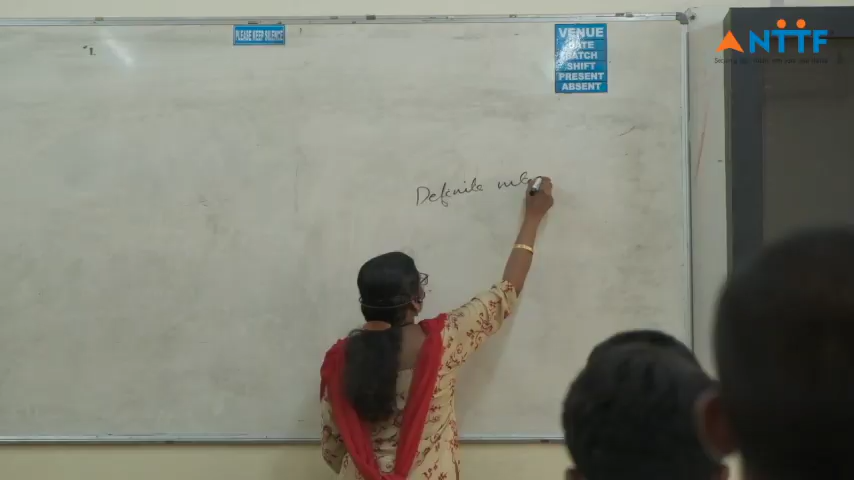 PLEASE KEEP SILENCE
VENUE
DATE
BATCH
SHIFT
PRESENT
ABSENT
NTTF
Definite